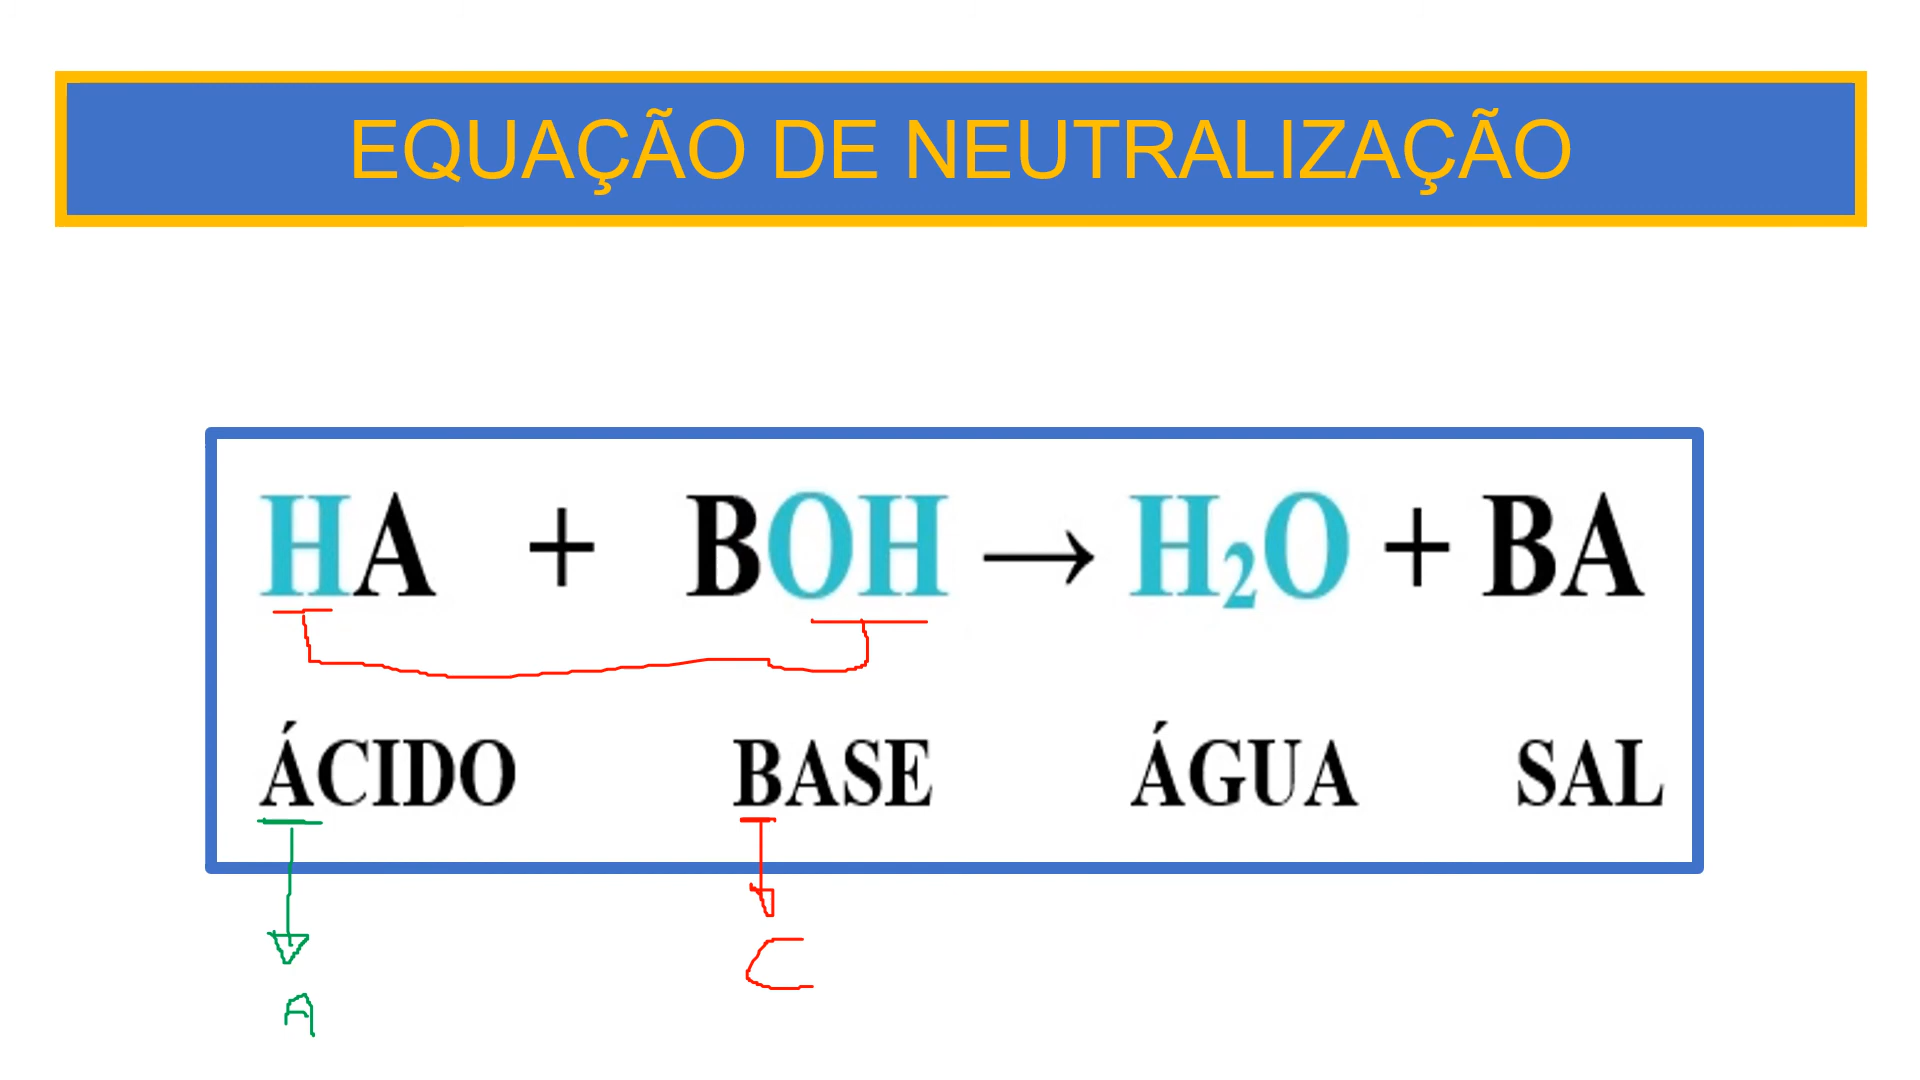 EQUAÇÃO DE NEUTRALIZAÇÃO
HA + BOH → H₂O + BA
ÁCIDO BASE ÁGUA SAL
C
A